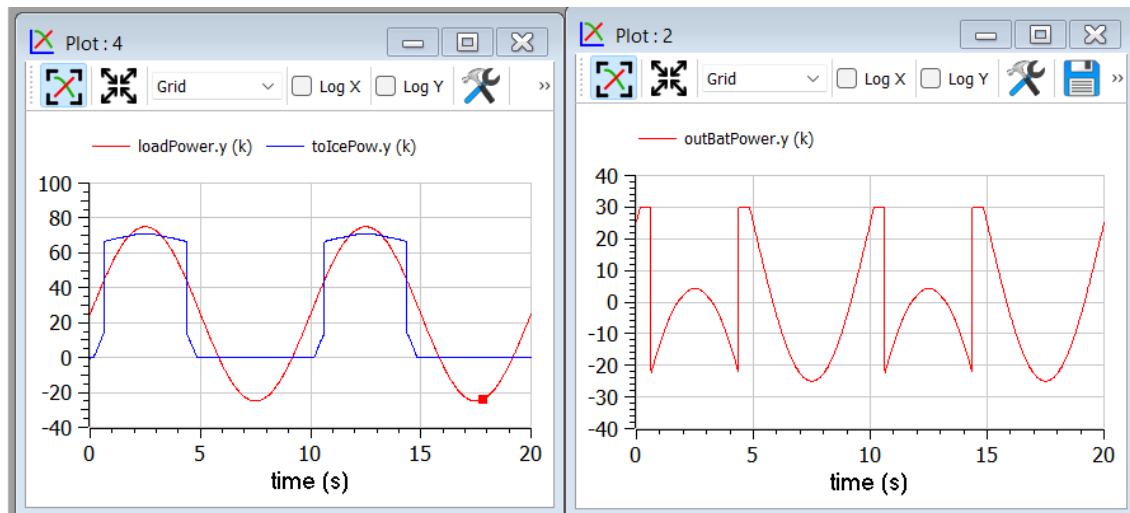 Plot : 4
Grid
Log X
Log Y
»
loadPower.y (k)
toIcePow.y (k)
100
80
60
40
20
0
-20
-40
0
5
10
15
20
time (s)
Plot : 2
Grid
Log X
Log Y
»
outBatPower.y (k)
40
30
20
10
0
-10
-20
-30
-40
0
5
10
15
20
time (s)